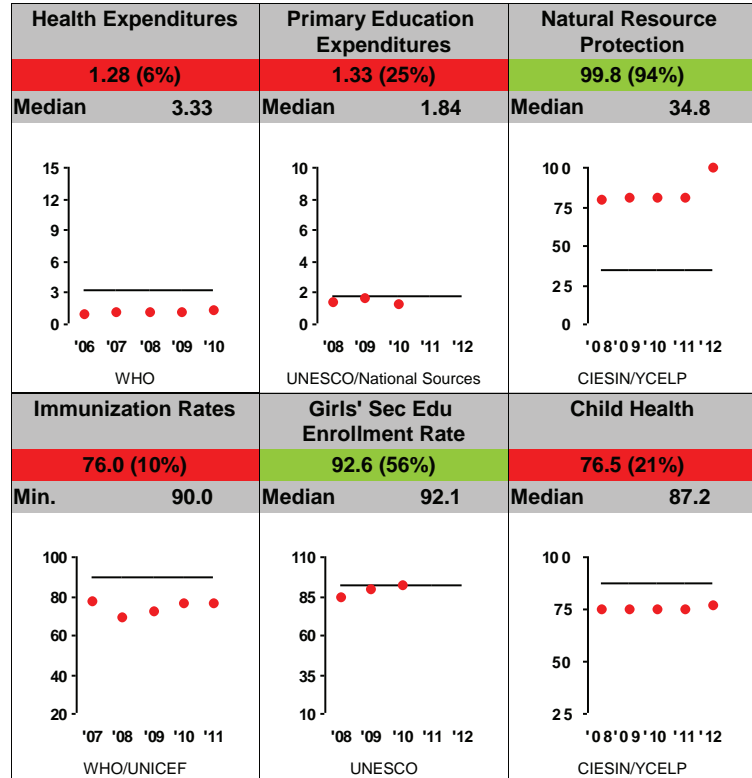 Health Expenditures
1.28 (6%)
Median 3.33
15
12
9
6
3
0
'06 '07 '08 '09 '10
WHO
Primary Education
Expenditures
1.33 (25%)
Median 1.84
10
8
6
4
2
0
'08 '09 '10 '11 '12
UNESCO/National Sources
Natural Resource
Protection
99.8 (94%)
Median 34.8
100
75
50
25
0
'08'09 '10 '11 '12
CIESIN/YCELP
Immunization Rates
76.0 (10%)
Min. 90.0
100
80
60
40
20
'07 '08 '09 '10 '11
WHO/UNICEF
Girls' Sec Edu
Enrollment Rate
92.6 (56%)
Median 92.1
110
85
60
35
10
'08 '09 '10 '11 '12
UNESCO
Child Health
76.5 (21%)
Median 87.2
100
75
50
25
'08'09 '10 '11 '12
CIESIN/YCELP